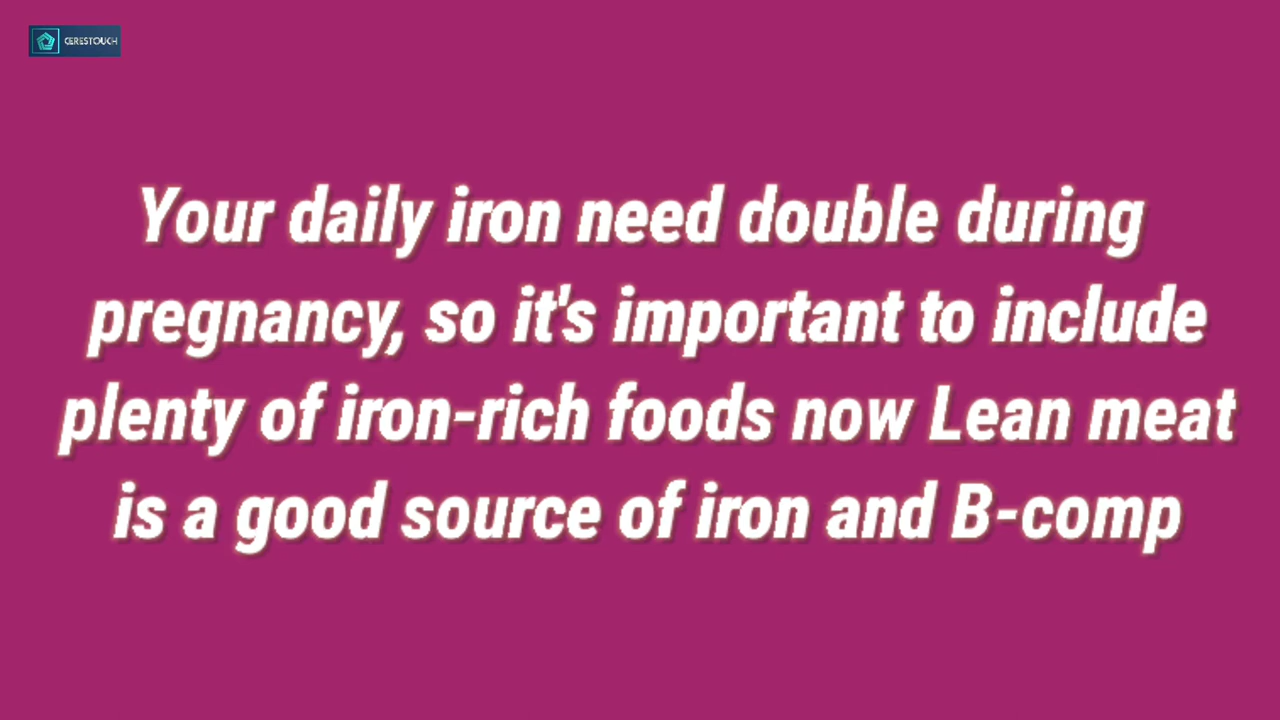 CERESTOUCH
Your daily iron need double during
pregnancy, so it's important to include
plenty of iron-rich foods now Lean meat
is a good source of iron and B-comp